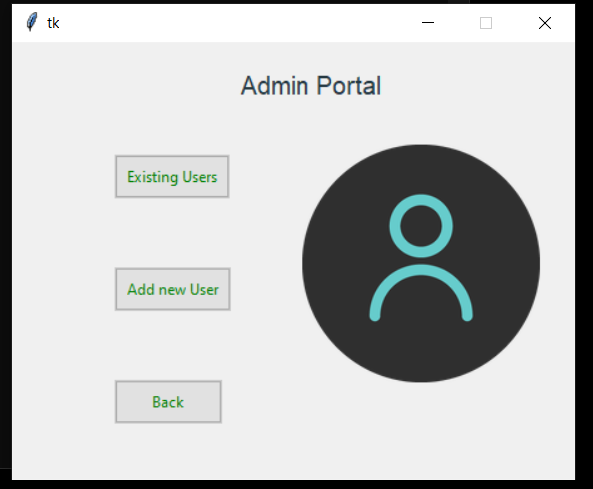 tk
Admin Portal
Existing Users
Add new User
Back